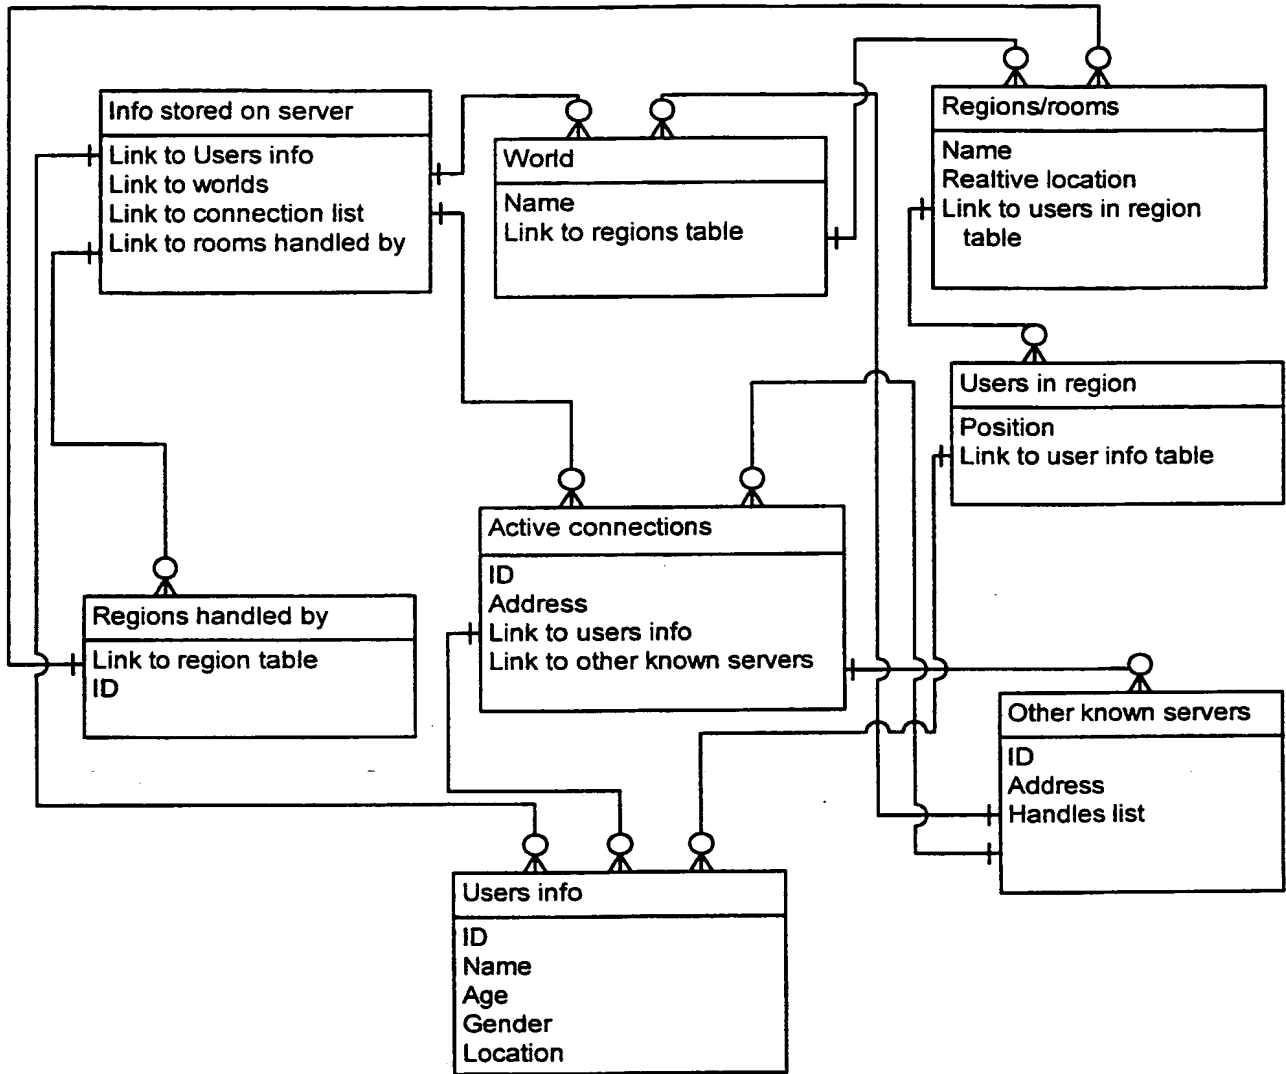 Info stored on server
Link to Users info
Link to worlds
Link to connection list
Link to rooms handled by
World
Name
Link to regions table
Regions/rooms
Name
Realtive location
Link to users in region
table
Users in region
Position
Link to user info table
Active connections
ID
Address
Link to users info
Link to other known servers
Regions handled by
Link to region table
ID
Other known servers
ID
Address
Handles list
Users info
ID
Name
Age
Gender
Location